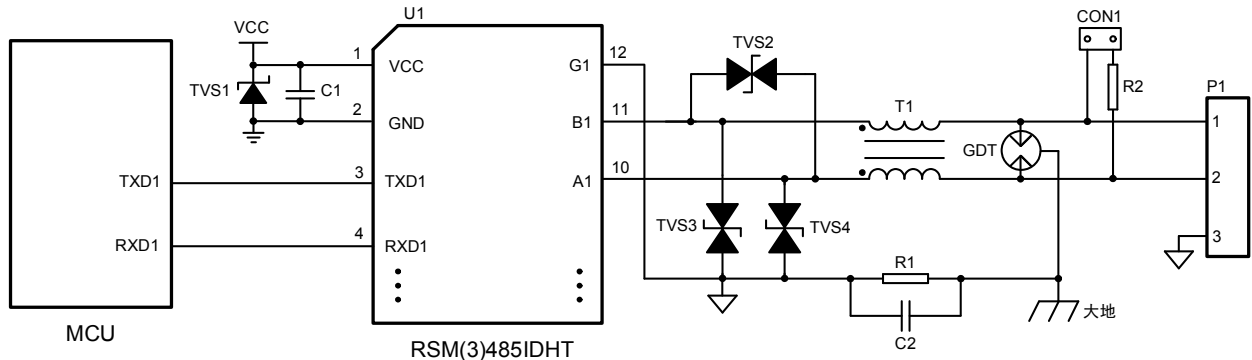 U1
VCC
TVS1
C1
1
VCC
2
GND
TXD1
3
TXD1
RXD1
4
RXD1
MCU
RSM(3)485IDHT
G1
12
B1
11
A1
10
TVS2
TVS3
TVS4
T1
GDT
CON1
R2
P1
1
2
3
R1
C2
大地